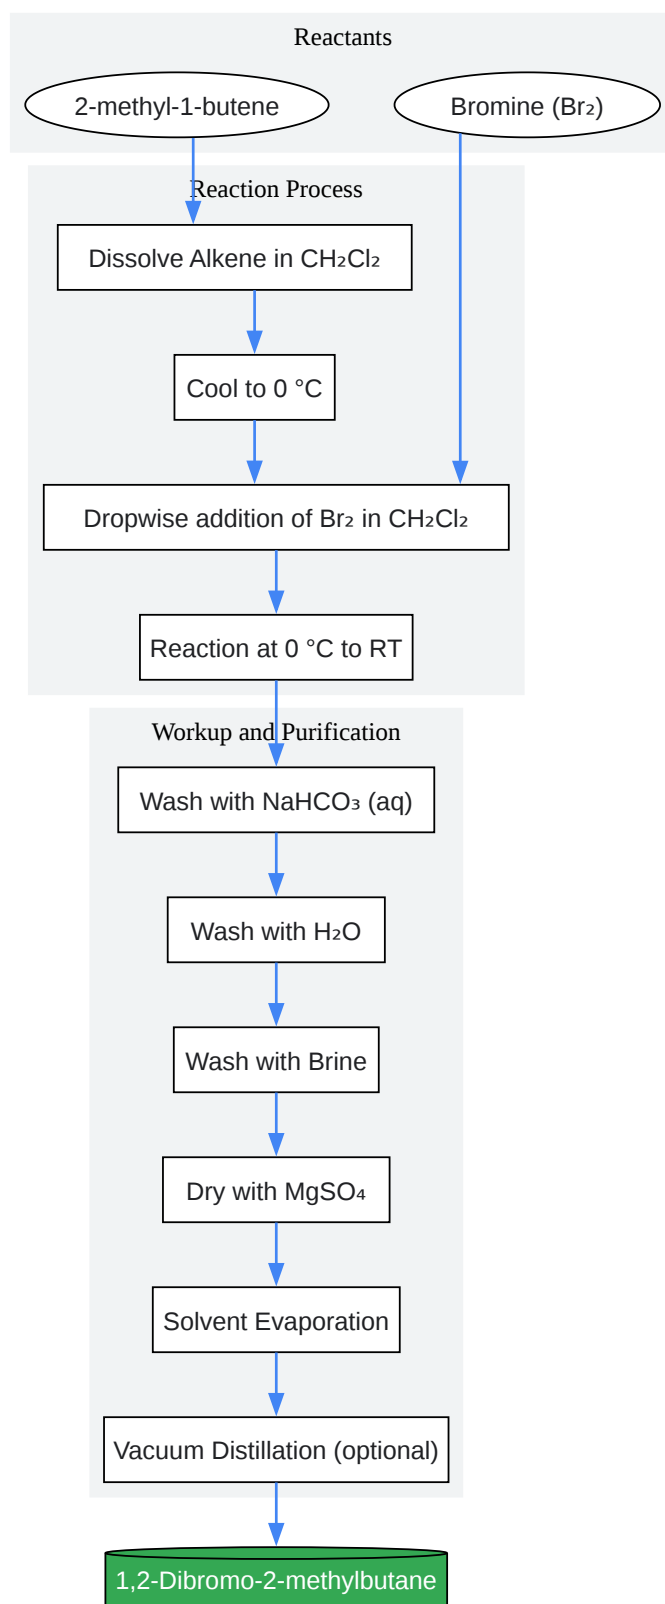 Reactants
2-methyl-1-butene
Bromine (Br₂)
Reaction Process
Dissolve Alkene in CH₂Cl₂
Cool to 0 °C
Dropwise addition of Br₂ in CH₂Cl₂
Reaction at 0 °C to RT
Workup and Purification
Wash with NaHCO₃ (aq)
Wash with H₂O
Wash with Brine
Dry with MgSO₄
Solvent Evaporation
Vacuum Distillation (optional)
1,2-Dibromo-2-methylbutane